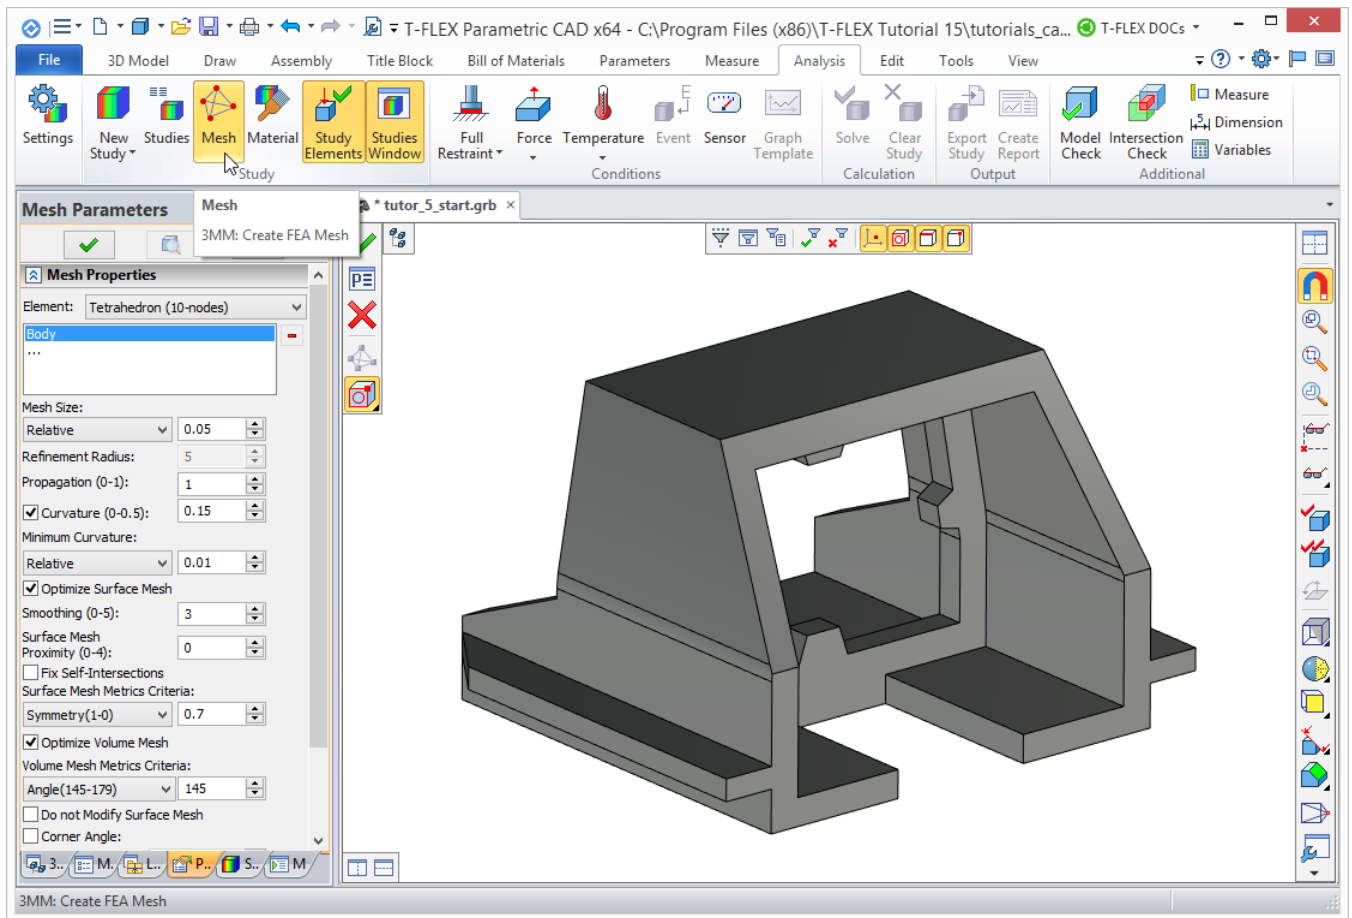 T-FLEX Parametric CAD x64 - C:\Program Files (x86)\T-FLEX Tutorial 15\tutorials_ca... T-FLEX DOCs
File 3D Model Draw Assembly Title Block Bill of Materials Parameters Measure Analysis Edit Tools View
Settings
New Study
Studies
Mesh
Material
Study Elements
Studies Window
Full Restraint
Force
Temperature
Event
Sensor
Graph Template
Solve
Clear Study
Export Study
Create Report
Model Check
Intersection Check
Measure
Dimension
Variables
Study Conditions Calculation Output Additional
Mesh Parameters
Mesh
3MM: Create FEA Mesh
* tutor_5_start.grb
Mesh Properties
Element: Tetrahedron (10-nodes)
Body
...
Mesh Size:
Relative 0.05
Refinement Radius: 5
Propagation (0-1): 1
Curvature (0-0.5): 0.15
Minimum Curvature:
Relative 0.01
Optimize Surface Mesh
Smoothing (0-5): 3
Surface Mesh
Proximity (0-4): 0
Fix Self-Intersections
Surface Mesh Metrics Criteria:
Symmetry(1-0) 0.7
Optimize Volume Mesh
Volume Mesh Metrics Criteria:
Angle(145-179) 145
Do not Modify Surface Mesh
Corner Angle:
3.. M. L.. P.. S.. M
3MM: Create FEA Mesh